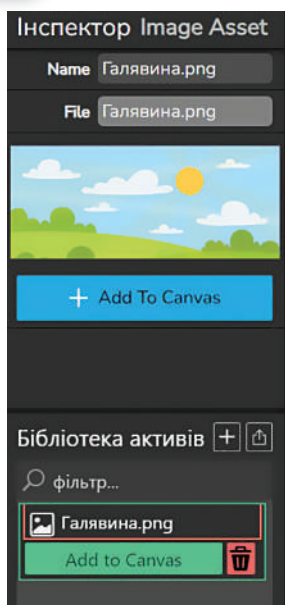 Інспектор Image Asset
Name Галявина.png
File Галявина.png
+ Add To Canvas
Бібліотека активів +
фільтр...
Галявина.png
Add to Canvas